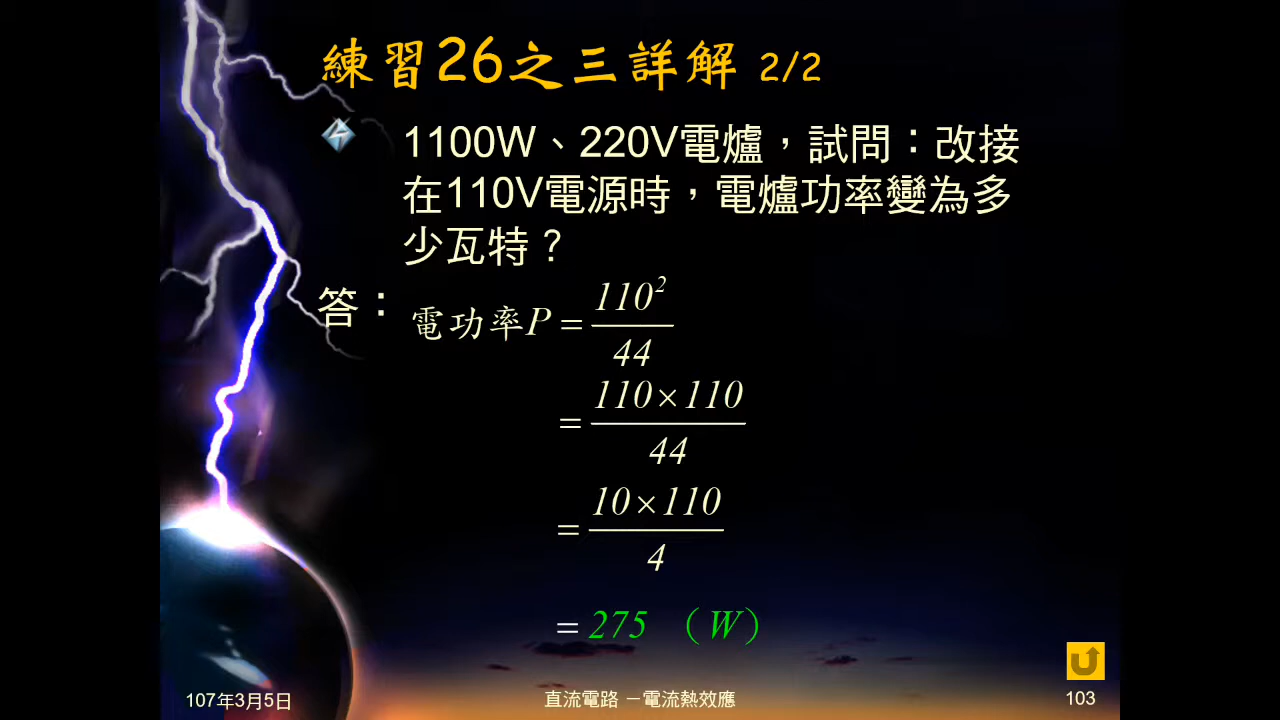 練習26之三詳解 2/2
1100W、220V電爐，試問：改接
在110V電源時，電爐功率變為多
少瓦特？
答：
電功率P = 110² / 44
= 110×110 / 44
= 10×110 / 4
= 275 （W）
107年3月5日
直流電路 －電流熱效應
103